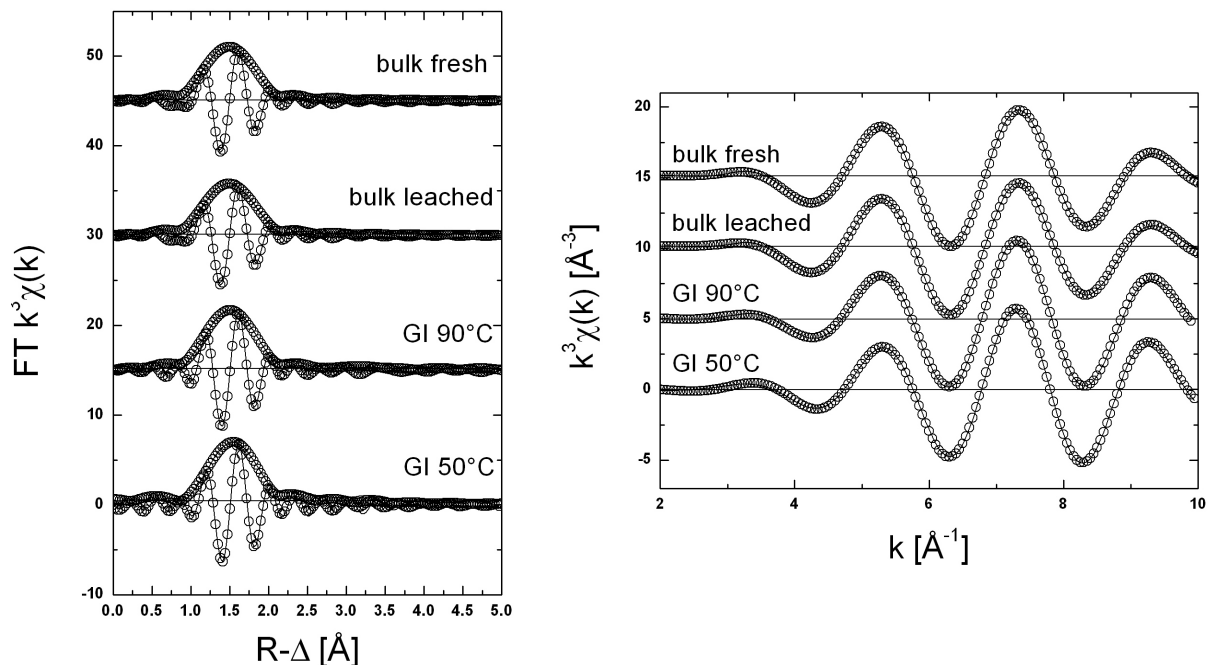 50
40
30
20
10
0
-10
FT k³χ(k)
bulk fresh
bulk leached
GI 90°C
GI 50°C
0.0 0.5 1.0 1.5 2.0 2.5 3.0 3.5 4.0 4.5 5.0
R-Δ [Å]
20
15
10
5
0
-5
k³χ(k) [Å⁻³]
bulk fresh
bulk leached
GI 90°C
GI 50°C
2 4 6 8 10
k [Å⁻¹]